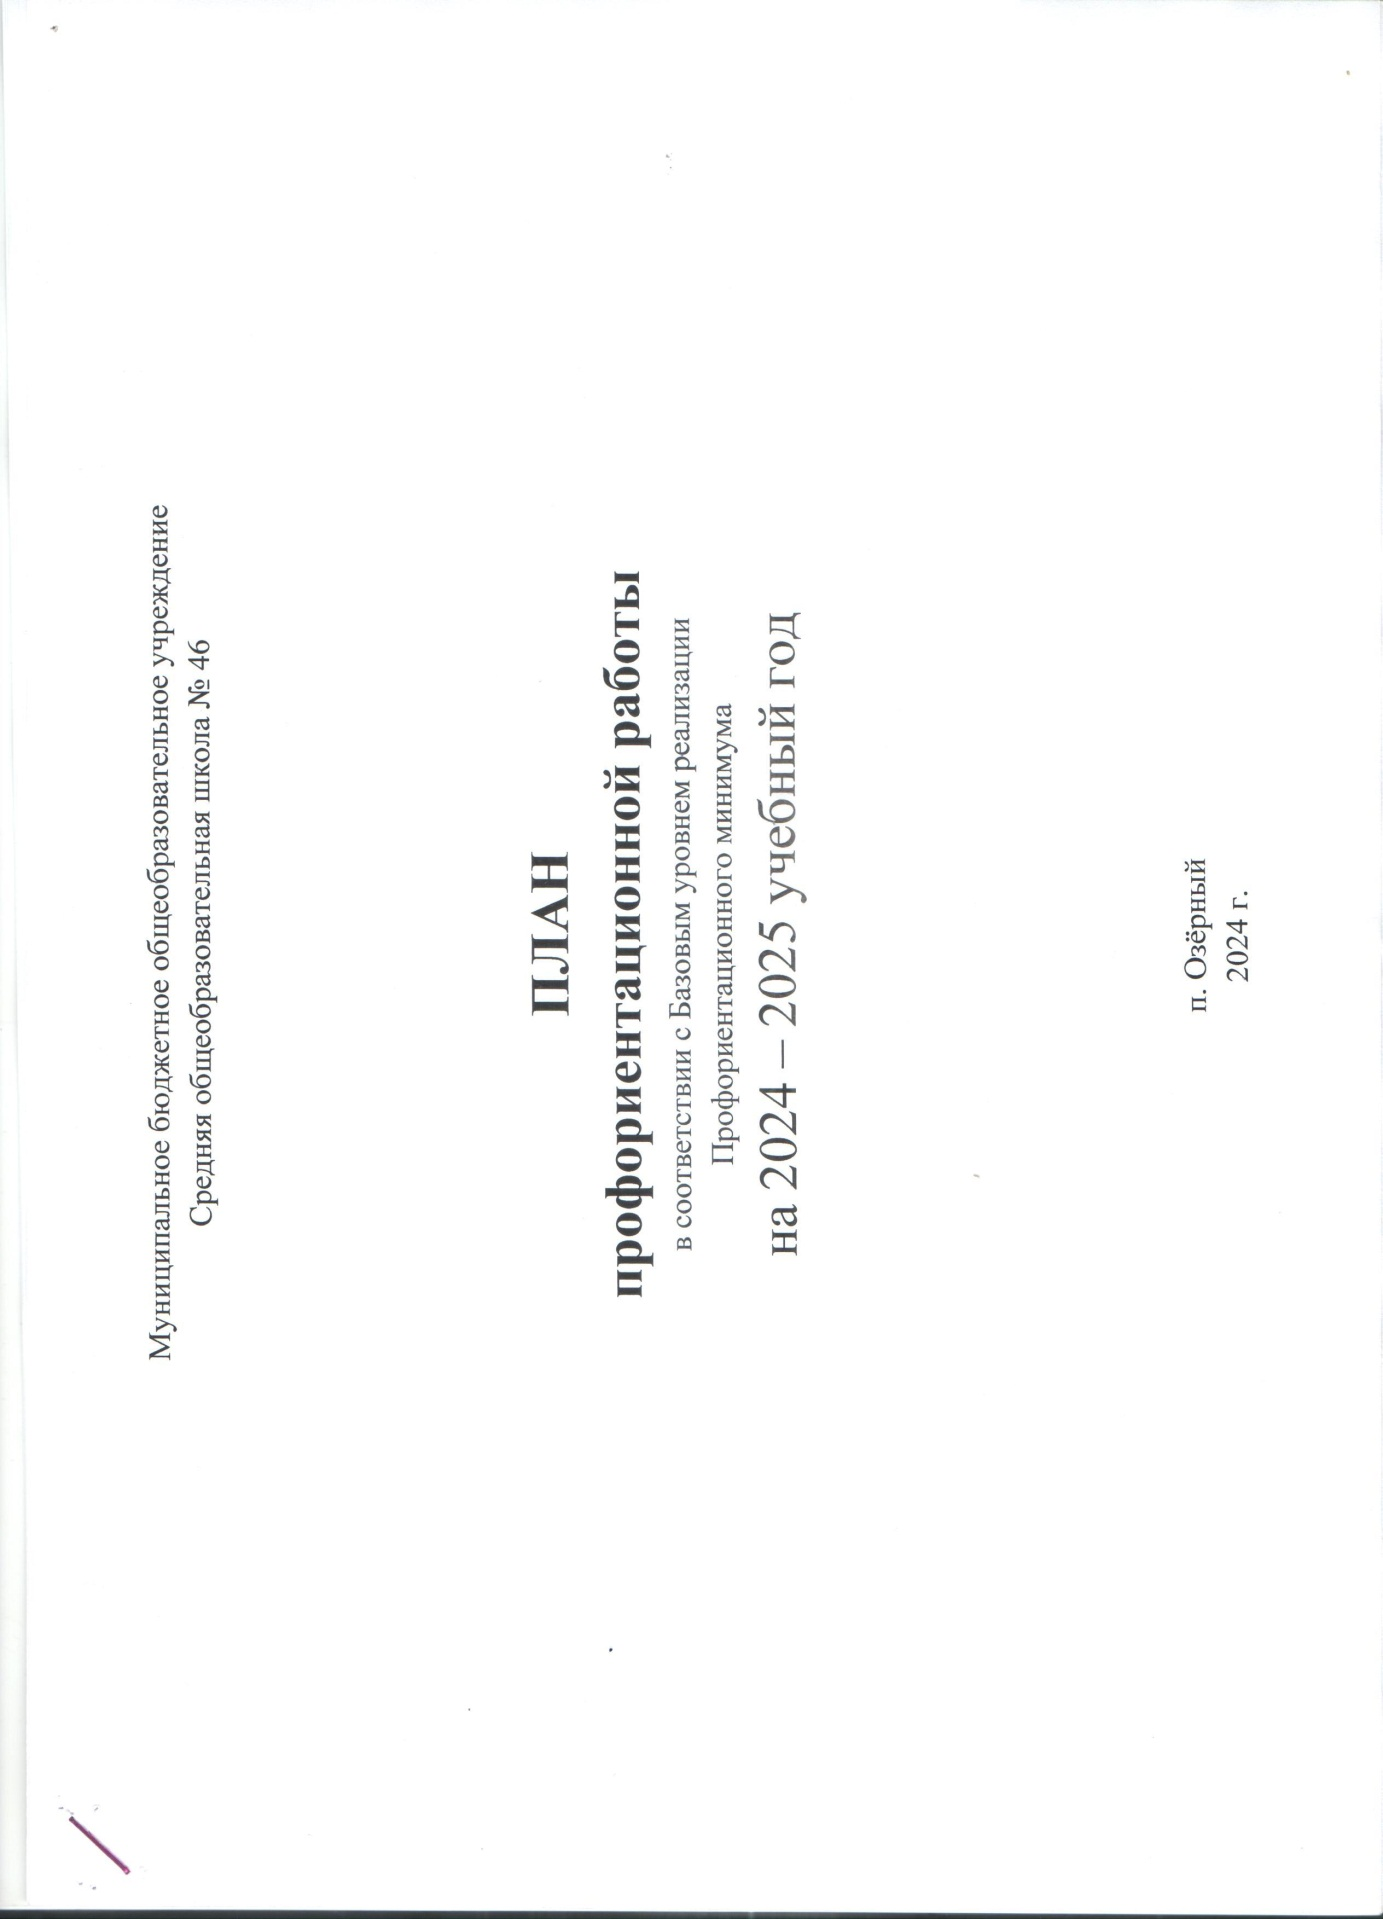 Муниципальное бюджетное общеобразовательное учреждение
Средняя общеобразовательная школа № 46
ПЛАН
профориентационной работы
в соответствии с Базовым уровнем реализации
Профориентационного минимума
на 2024 – 2025 учебный год
п. Озёрный
2024 г.